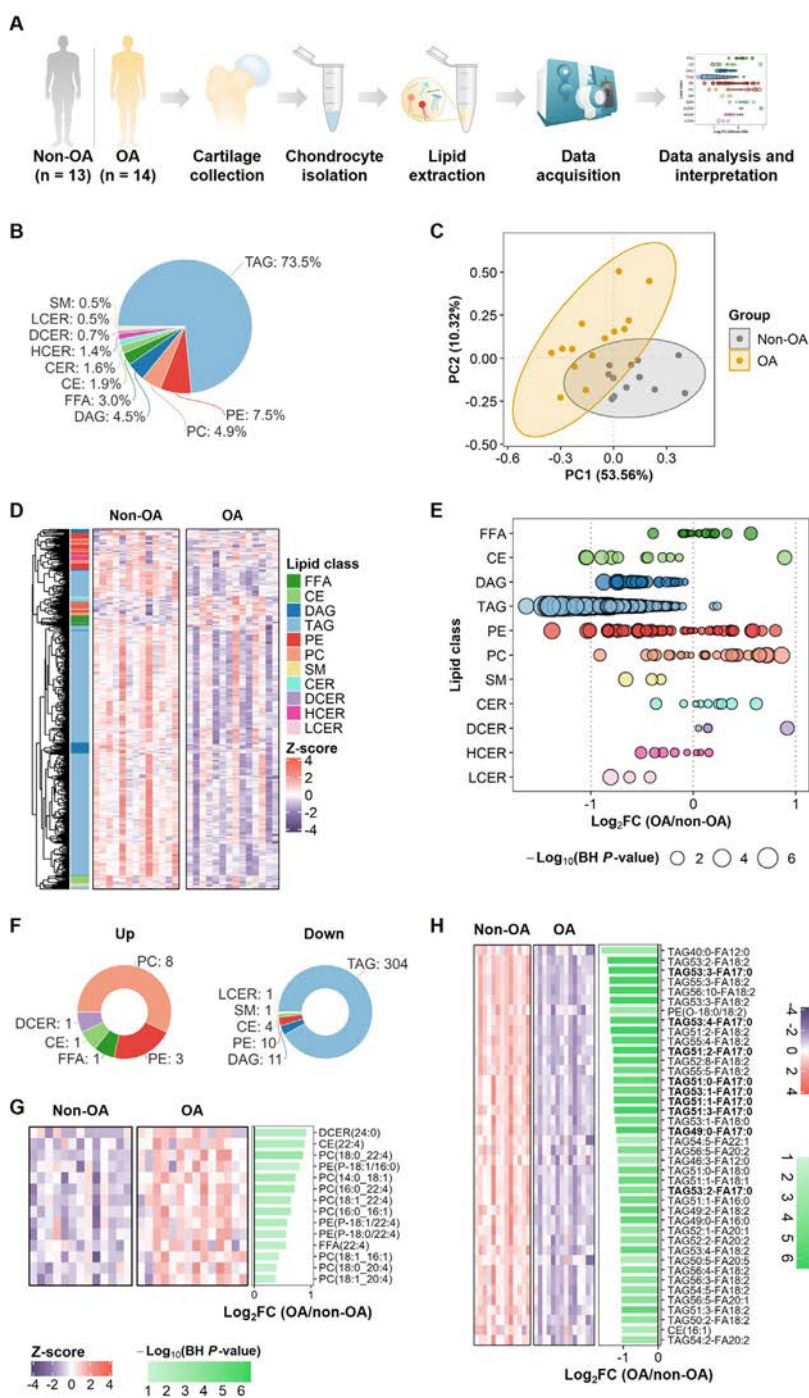 A
Non-OA
(n = 13)
OA
(n = 14)
Cartilage
collection
Chondrocyte
isolation
Lipid
extraction
Data
acquisition
Data analysis and
interpretation
B
TAG: 73.5%
SM: 0.5%
LCER: 0.5%
DCER: 0.7%
HCER: 1.4%
CER: 1.6%
CE: 1.9%
FFA: 3.0%
DAG: 4.5%
PC: 4.9%
PE: 7.5%
C
PC2 (10.32%)
0.50
0.25
0.00
-0.25
-0.50
-0.6
-0.3
0.0
0.3
PC1 (53.56%)
Group
Non-OA
OA
D
Non-OA
OA
Lipid class
FFA
CE
DAG
TAG
PE
PC
SM
CER
DCER
HCER
LCER
Z-score
4
2
0
-2
-4
E
Lipid class
FFA
CE
DAG
TAG
PE
PC
SM
CER
DCER
HCER
LCER
-1
0
1
Log2FC (OA/non-OA)
−Log10(BH P-value)
2
4
6
F
Up
PC: 8
DCER: 1
CE: 1
FFA: 1
PE: 3
Down
TAG: 304
LCER: 1
SM: 1
CE: 4
PE: 10
DAG: 11
G
Non-OA
OA
DCER(24:0)
CE(22:4)
PC(18:0_22:4)
PE(P-18:1/16:0)
PC(14:0_18:1)
PC(16:0_22:4)
PC(18:1_22:4)
PC(16:0_16:1)
PE(P-18:1/22:4)
PE(P-18:0/22:4)
FFA(22:4)
PC(18:1_16:1)
PC(18:0_20:4)
PC(18:1_20:4)
0
1
Log2FC (OA/non-OA)
Z-score
-4 -2 0 2 4
−Log10(BH P-value)
1 2 3 4 5 6
H
Non-OA
OA
TAG40:0-FA12:0
TAG53:2-FA18:2
TAG53:3-FA17:0
TAG55:3-FA18:2
TAG56:10-FA18:2
TAG53:3-FA18:2
PE(O-18:0/18:2)
TAG53:4-FA17:0
TAG51:2-FA18:2
TAG55:4-FA18:2
TAG51:2-FA17:0
TAG52:8-FA18:2
TAG55:5-FA18:2
TAG51:0-FA17:0
TAG53:1-FA17:0
TAG51:1-FA17:0
TAG51:3-FA17:0
TAG53:1-FA18:0
TAG49:0-FA17:0
TAG54:5-FA22:1
TAG56:5-FA20:2
TAG46:3-FA12:0
TAG51:0-FA18:0
TAG51:1-FA18:1
TAG53:2-FA17:0
TAG51:1-FA16:0
TAG49:2-FA18:2
TAG49:0-FA16:0
TAG52:1-FA20:1
TAG52:2-FA20:2
TAG53:4-FA18:2
TAG50:5-FA20:5
TAG56:4-FA18:2
TAG56:3-FA18:2
TAG54:5-FA18:2
TAG56:5-FA20:1
TAG51:3-FA18:2
TAG50:2-FA18:2
CE(16:1)
TAG54:2-FA20:2
-1
0
Log2FC (OA/non-OA)
-4
-2
0
2
4
1
2
3
4
5
6